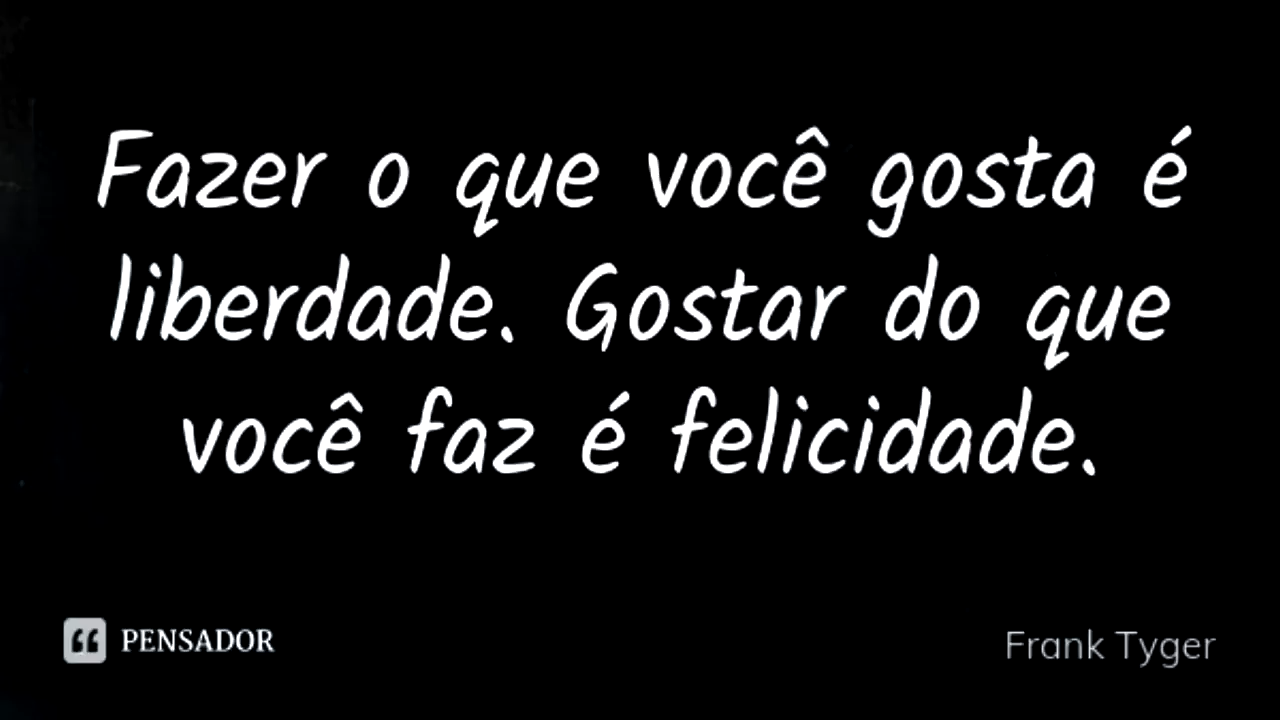 Fazer o que você gosta é
liberdade. Gostar do que
você faz é felicidade.
PENSADOR
Frank Tyger